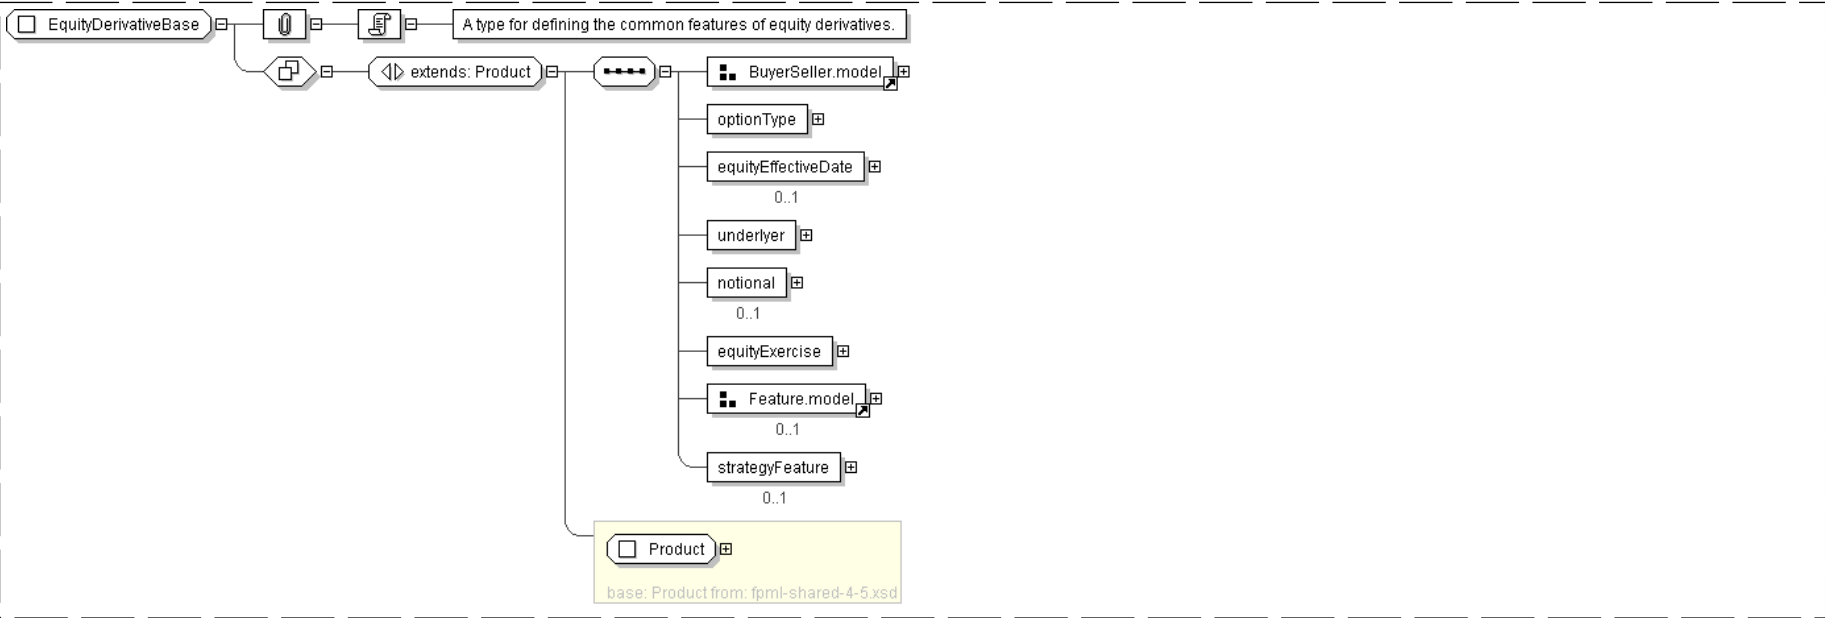 EquityDerivativeBase
A type for defining the common features of equity derivatives.
extends: Product
BuyerSeller.model
optionType
equityEffectiveDate
0..1
underlyer
notional
0..1
equityExercise
Feature.model
0..1
strategyFeature
0..1
Product
base: Product from: fpml-shared-4-5.xsd